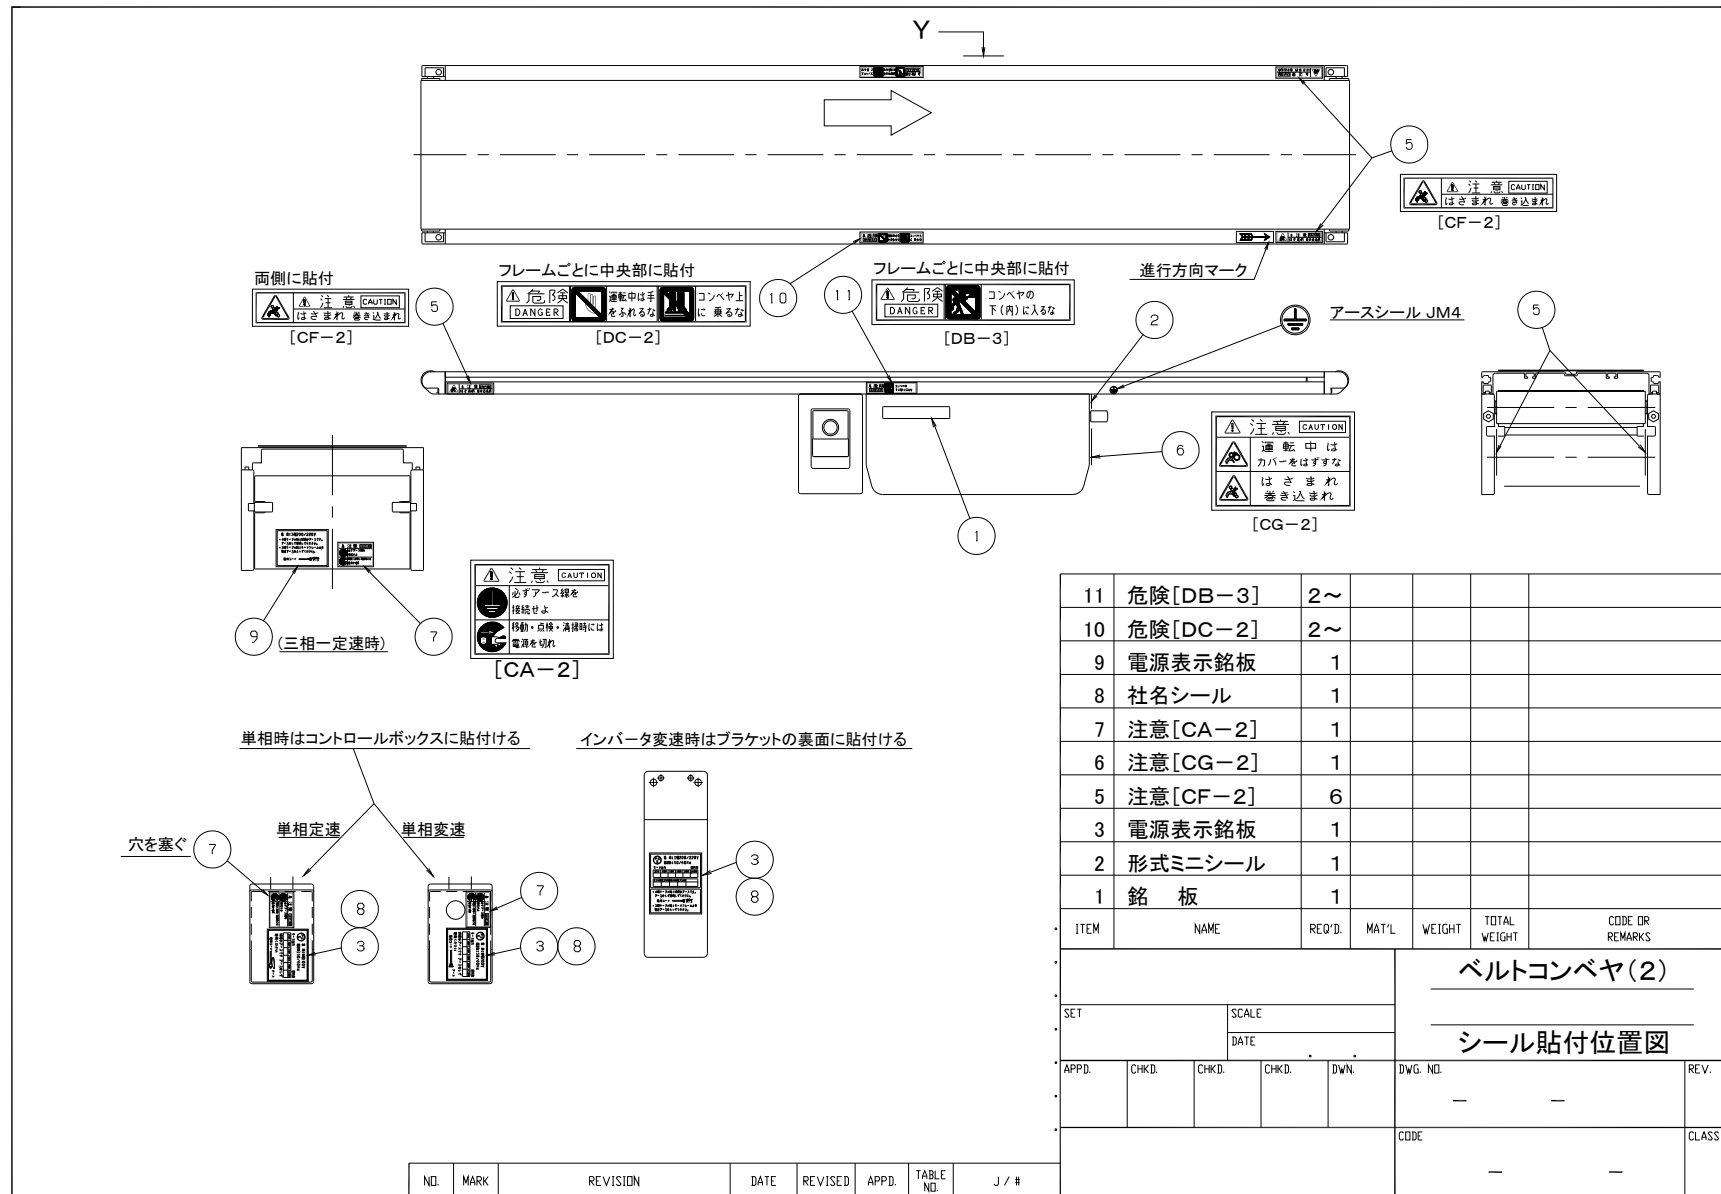 Y
5
⚠ 注 意 CAUTION
はさまれ 巻き込まれ
[CF－2]
両側に貼付
⚠ 注 意 CAUTION
はさまれ 巻き込まれ
[CF－2]
5
フレームごとに中央部に貼付
⚠ 危険
DANGER
運転中は手
をふれるな
コンベヤ上
に 乗るな
[DC－2]
10
11
フレームごとに中央部に貼付
⚠ 危険
DANGER
コンベヤの
下(内)に入るな
[DB－3]
進行方向マーク
2
アースシール JM4
5
6
⚠ 注意 CAUTION
運 転 中 は
カバーをはずすな
は さ ま れ
巻き込まれ
[CG－2]
1
9
(三相一定速時)
7
⚠ 注意 CAUTION
必ずアース線を
接続せよ
移動・点検・清掃時には
電源を切れ
[CA－2]
単相時はコントロールボックスに貼付ける
インバータ変速時はブラケットの裏面に貼付ける
単相定速
単相変速
穴を塞ぐ
7
8
3
7
3
8
3
8
11 危険[DB－3] 2～
10 危険[DC－2] 2～
9 電源表示銘板 1
8 社名シール 1
7 注意[CA－2] 1
6 注意[CG－2] 1
5 注意[CF－2] 6
3 電源表示銘板 1
2 形式ミニシール 1
1 銘 板 1
ITEM NAME REQ'D. MAT'L WEIGHT TOTAL WEIGHT CODE OR REMARKS
ベルトコンベヤ(2)
シール貼付位置図
SET
SCALE
DATE . .
APPD. CHKD. CHKD. CHKD. DWN. DWG. NO. REV.
－ －
CODE CLASS
－ －
NO. MARK REVISION DATE REVISED APPD. TABLE NO. J / #